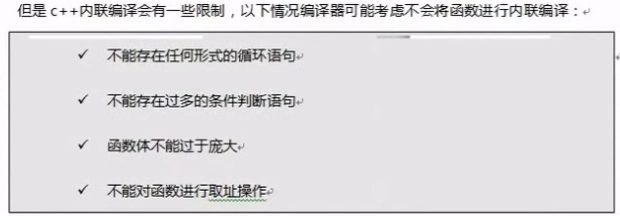 但是 c++内联编译会有一些限制，以下情况编译器可能考虑不会将函数进行内联编译：
✓ 不能存在任何形式的循环语句
✓ 不能存在过多的条件判断语句
✓ 函数体不能过于庞大
✓ 不能对函数进行取址操作